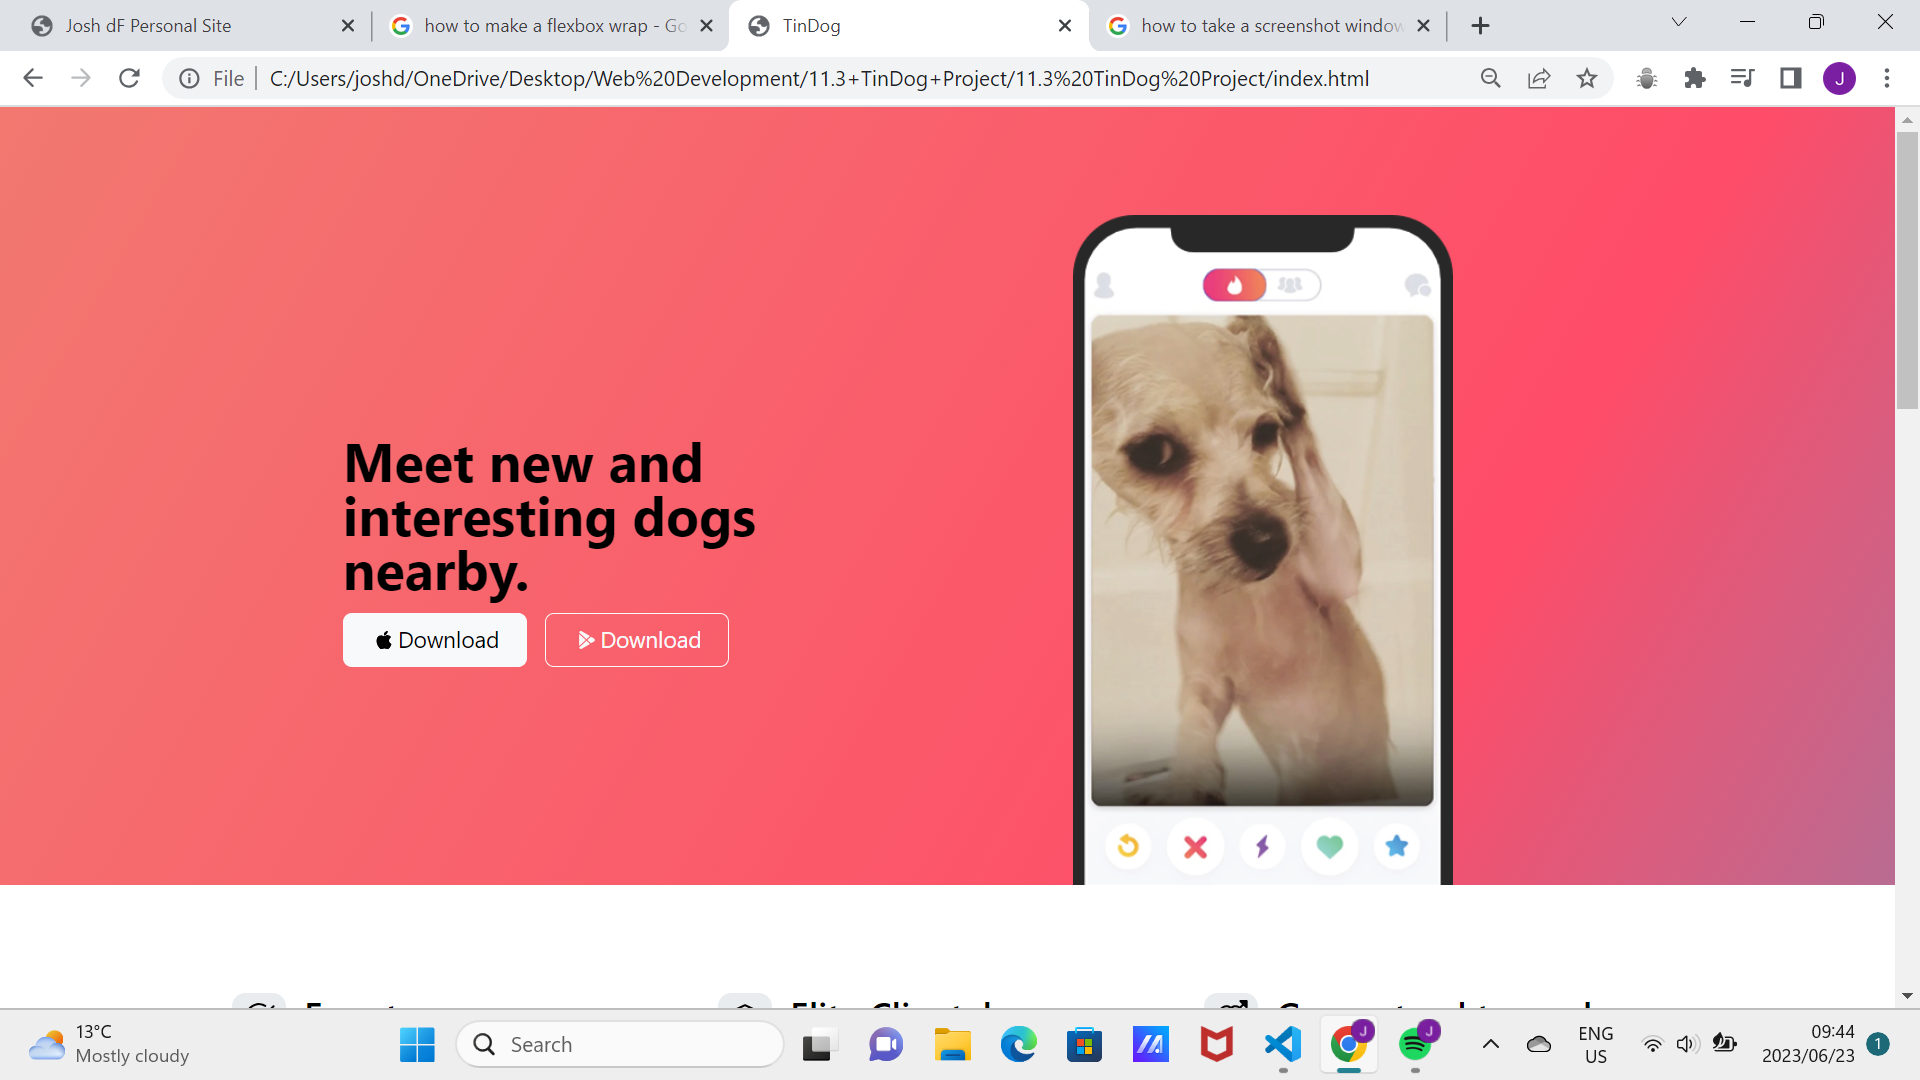 Josh dF Personal Site
how to make a flexbox wrap - Go
TinDog
how to take a screenshot window
File
C:/Users/joshd/OneDrive/Desktop/Web%20Development/11.3+TinDog+Project/11.3%20TinDog%20Project/index.html
J
Meet new and
interesting dogs
nearby.
Download
Download
13°C
Mostly cloudy
Search
J
J
ENG
US
09:44
2023/06/23
1